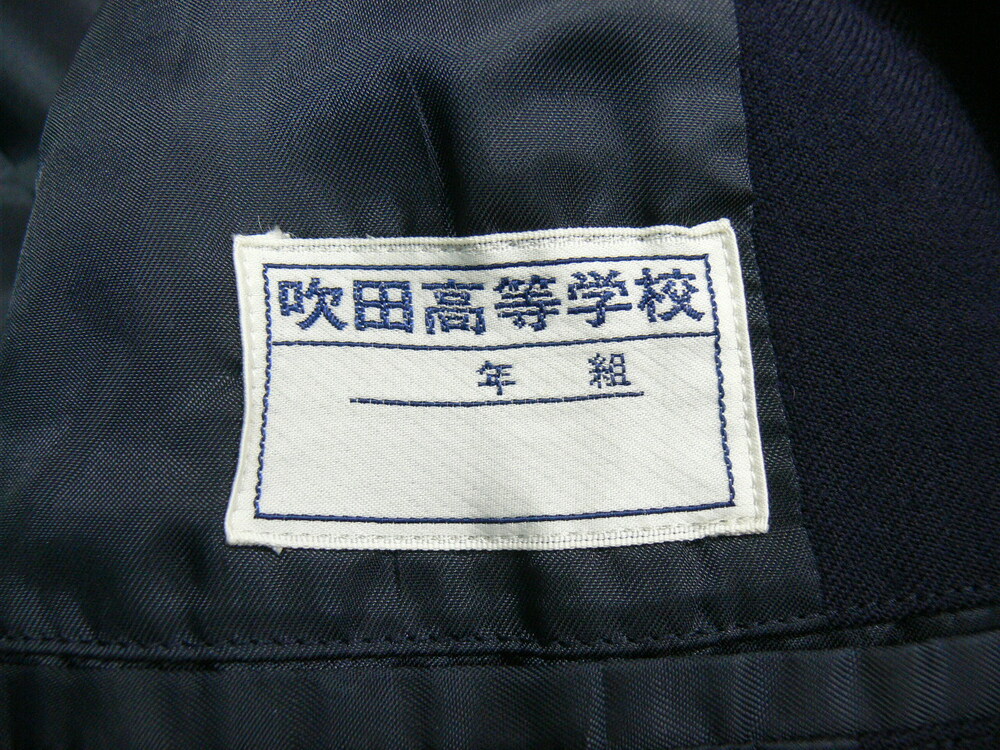 吹田高等学校
年 組